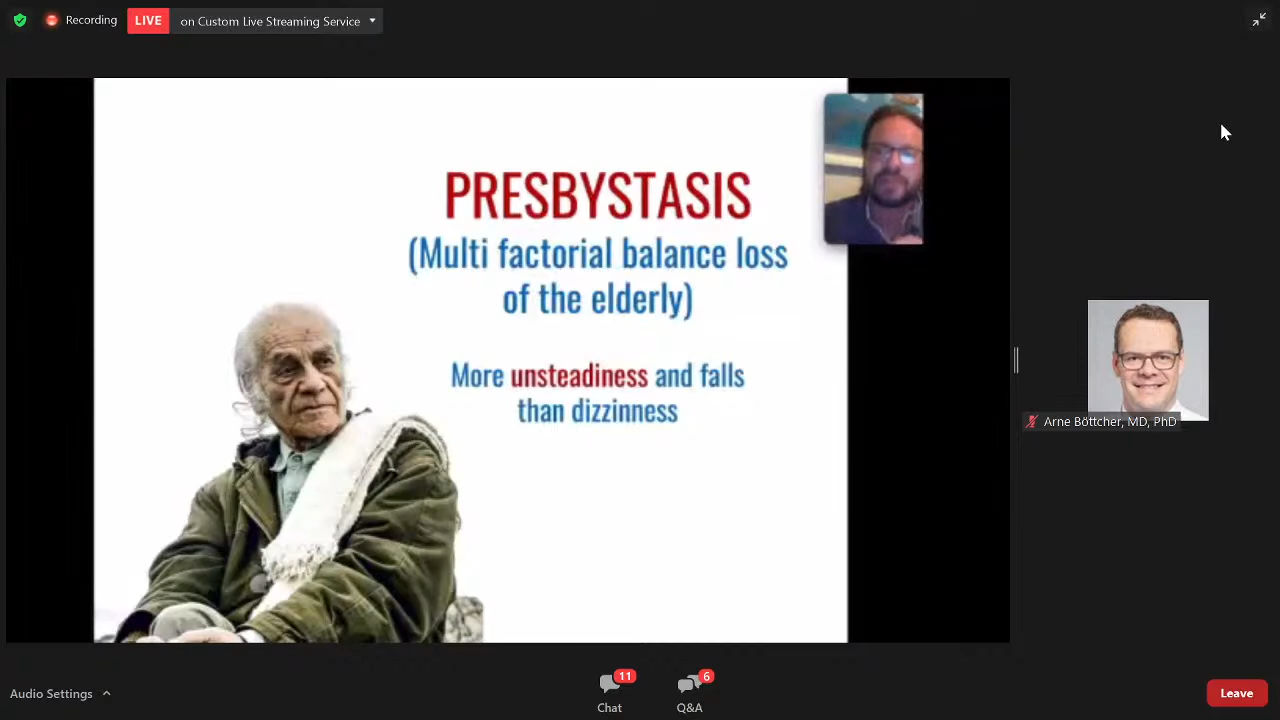 Recording
LIVE
on Custom Live Streaming Service
PRESBYSTASIS
(Multi factorial balance loss
of the elderly)
More unsteadiness and falls
than dizziness
Arne Böttcher, MD, PhD
Audio Settings
11
Chat
6
Q&A
Leave